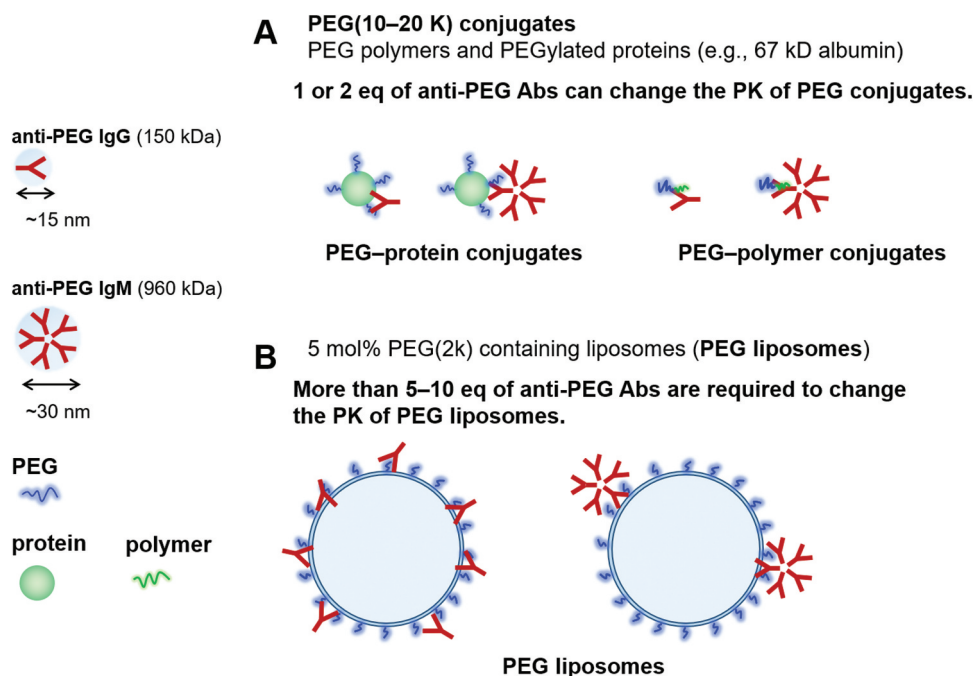 A
PEG(10–20 K) conjugates
PEG polymers and PEGylated proteins (e.g., 67 kD albumin)
1 or 2 eq of anti-PEG Abs can change the PK of PEG conjugates.
anti-PEG IgG (150 kDa)
~15 nm
PEG–protein conjugates
PEG–polymer conjugates
anti-PEG IgM (960 kDa)
~30 nm
B
5 mol% PEG(2k) containing liposomes (PEG liposomes)
More than 5–10 eq of anti-PEG Abs are required to change
the PK of PEG liposomes.
PEG
protein
polymer
PEG liposomes